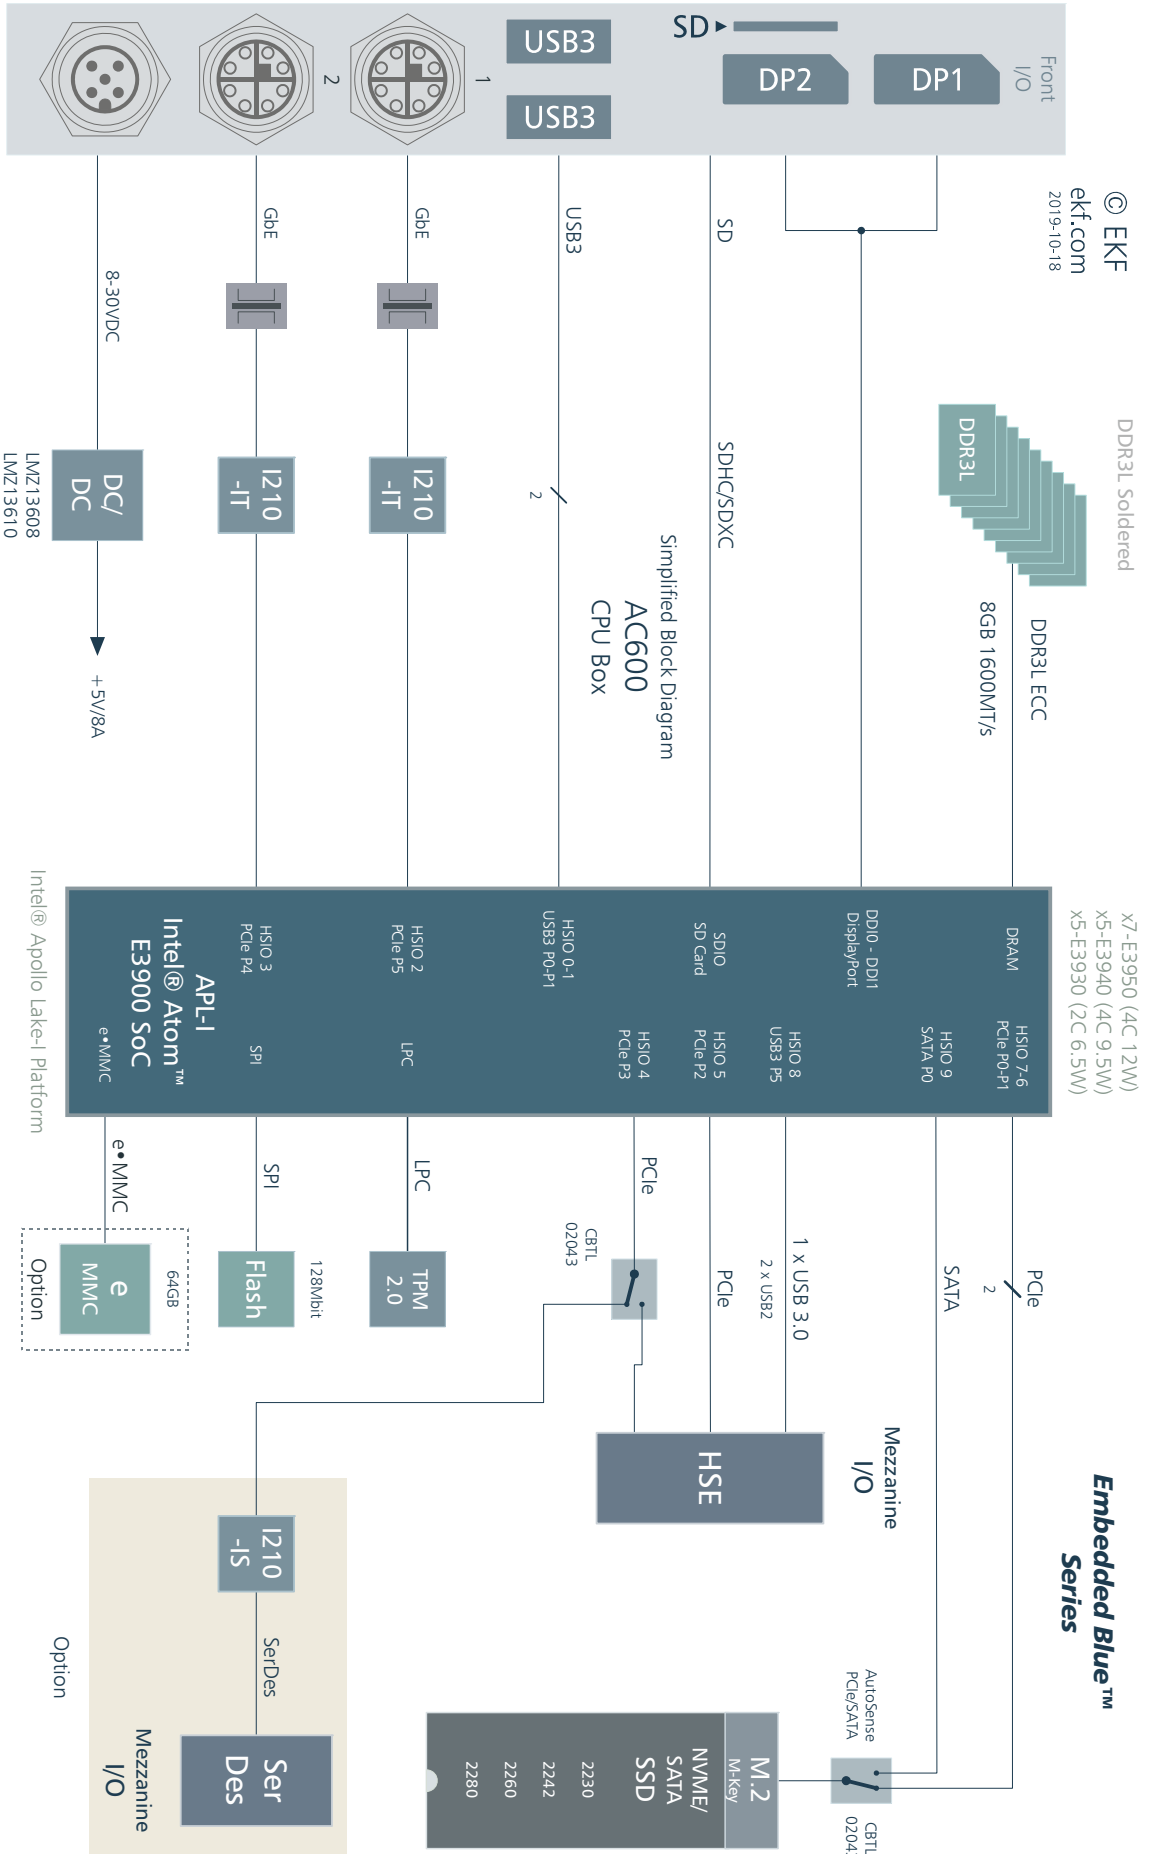 Front
I/O
DP1
DP2
SD
USB3
USB3
1
2
© EKF
ekf.com
2019-10-18
SD
USB3
GbE
GbE
8-30VDC
DDR3L Soldered
DDR3L
DDR3L ECC
8GB 1600MT/s
SDHC/SDXC
2
I210
-IT
I210
-IT
DC/
DC
LMZ13608
LMZ13610
+5V/8A
Simplified Block Diagram
AC600
CPU Box
x7-E3950 (4C 12W)
x5-E3940 (4C 9.5W)
x5-E3930 (2C 6.5W)
DRAM
DDI0 - DDI1
DisplayPort
SDIO
SD Card
HSIO 0-1
USB3 P0-P1
HSIO 2
PCIe P5
HSIO 3
PCIe P4
APL-I
Intel® Atom™
E3900 SoC
HSIO 7-6
PCIe P0-P1
HSIO 9
SATA P0
HSIO 8
USB3 P5
HSIO 5
PCIe P2
HSIO 4
PCIe P3
LPC
SPI
e•MMC
Intel® Apollo Lake-I Platform
PCIe
2
SATA
1 x USB 3.0
2 x USB2
PCIe
PCIe
CBTL
02043
LPC
TPM
2.0
SPI
128Mbit
Flash
e•MMC
64GB
e
MMC
Option
Embedded Blue™
Series
Mezzanine
I/O
HSE
I210
-IS
SerDes
Ser
Des
Mezzanine
I/O
Option
AutoSense
PCIe/SATA
CBTL
M.2
M-Key
NVME/
SATA
SSD
2230
2242
2260
2280